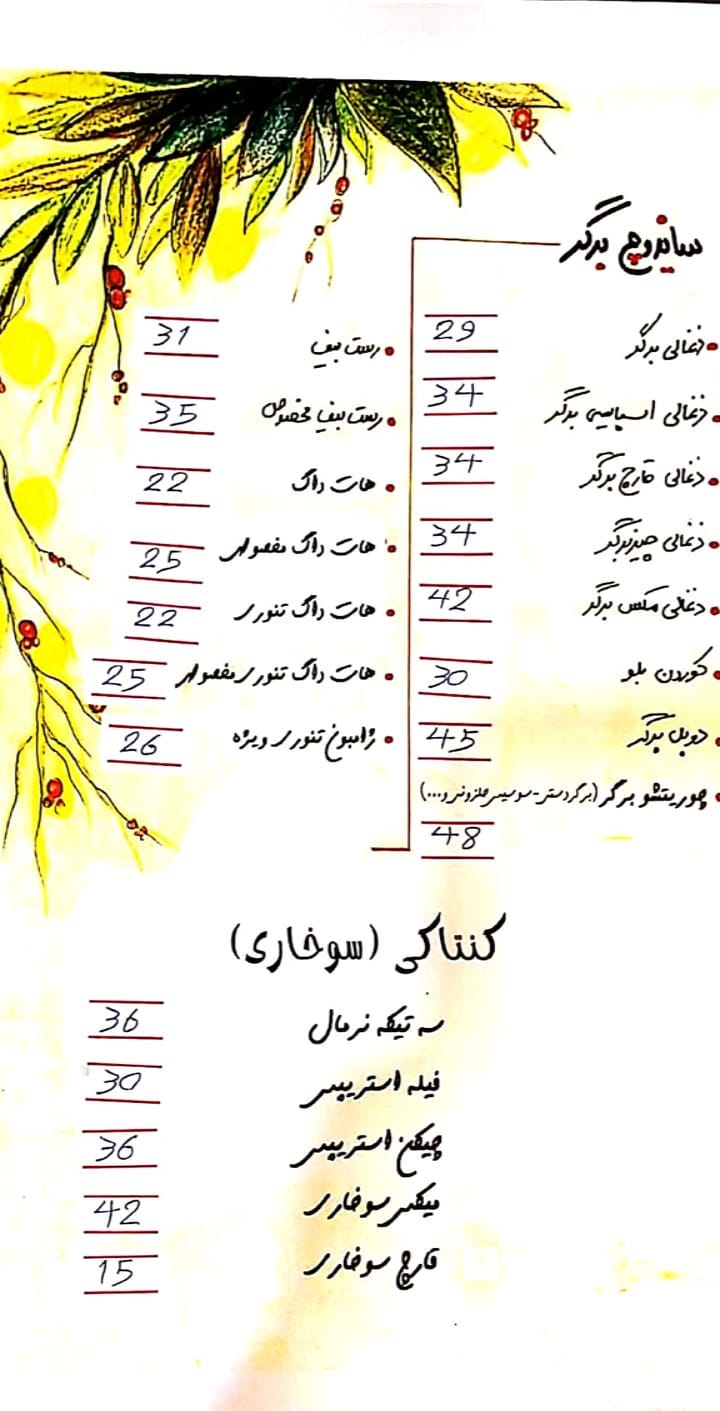 ساندویچ برگر
ذغالی برگر 29
ذغالی اسپایسی برگر 34
ذغالی قارچ برگر 34
ذغالی چیزبرگر 34
ذغالی مکس برگر 42
کوردن بلو 30
دوبل برگر 45
چوریتشو برگر (برگر دستی-سوسیس حلزونی و...)
48
رست بیف 31
رست بیف مخصوص 35
هات داگ 22
هات داگ مخصوص 25
هات داگ تنوری 22
هات داگ تنوری مخصوص 25
ژامبون تنوری ویژه 26
کنتاکی (سوخاری)
سه تیکه نرمال 36
فیله استریپس 30
چیکن استریپس 36
میکس سوخاری 42
قارچ سوخاری 15